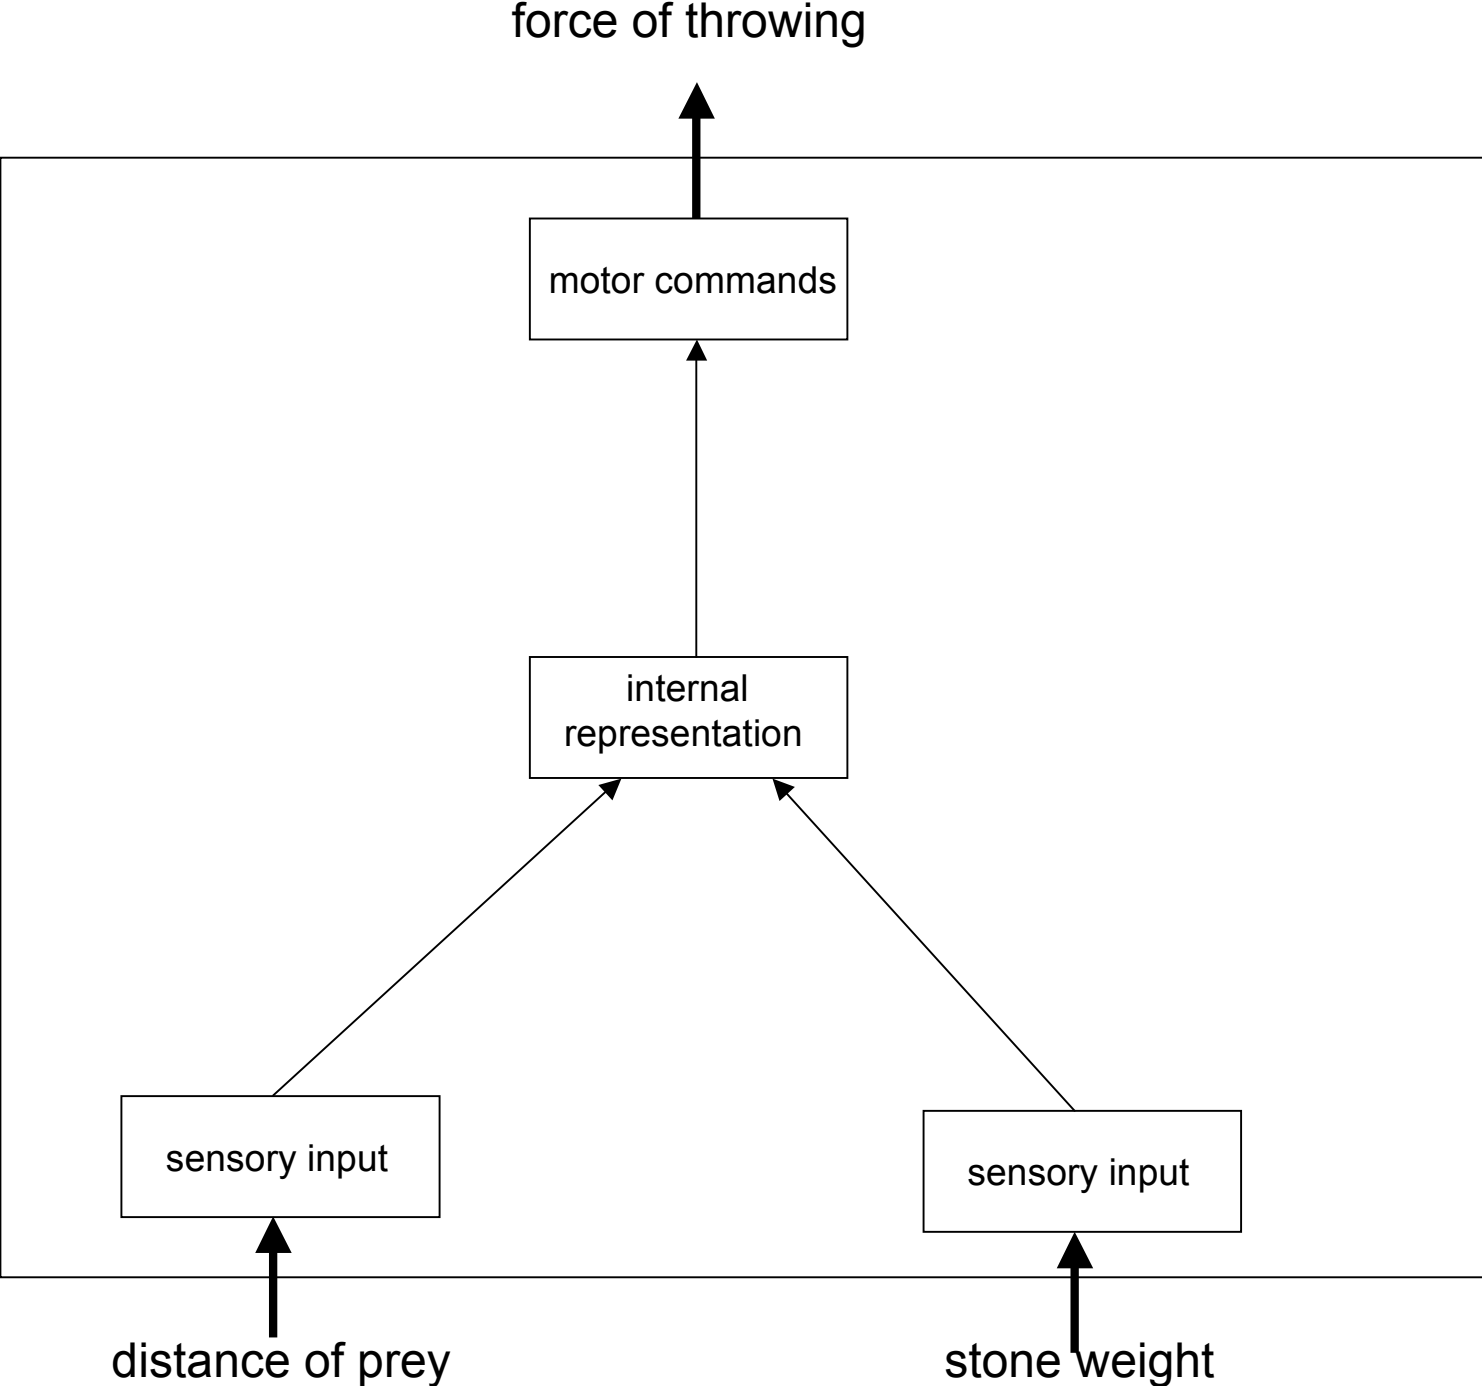 force of throwing
motor commands
internal
representation
sensory input
sensory input
distance of prey
stone weight